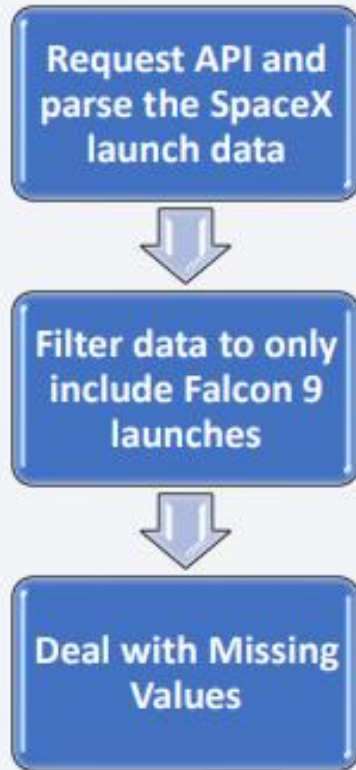 Request API and
parse the SpaceX
launch data
Filter data to only
include Falcon 9
launches
Deal with Missing
Values